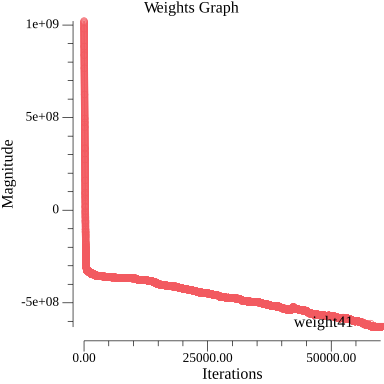 Weights Graph
1e+09
5e+08
0
-5e+08
Magnitude
weight41
0.00
25000.00
50000.00
Iterations